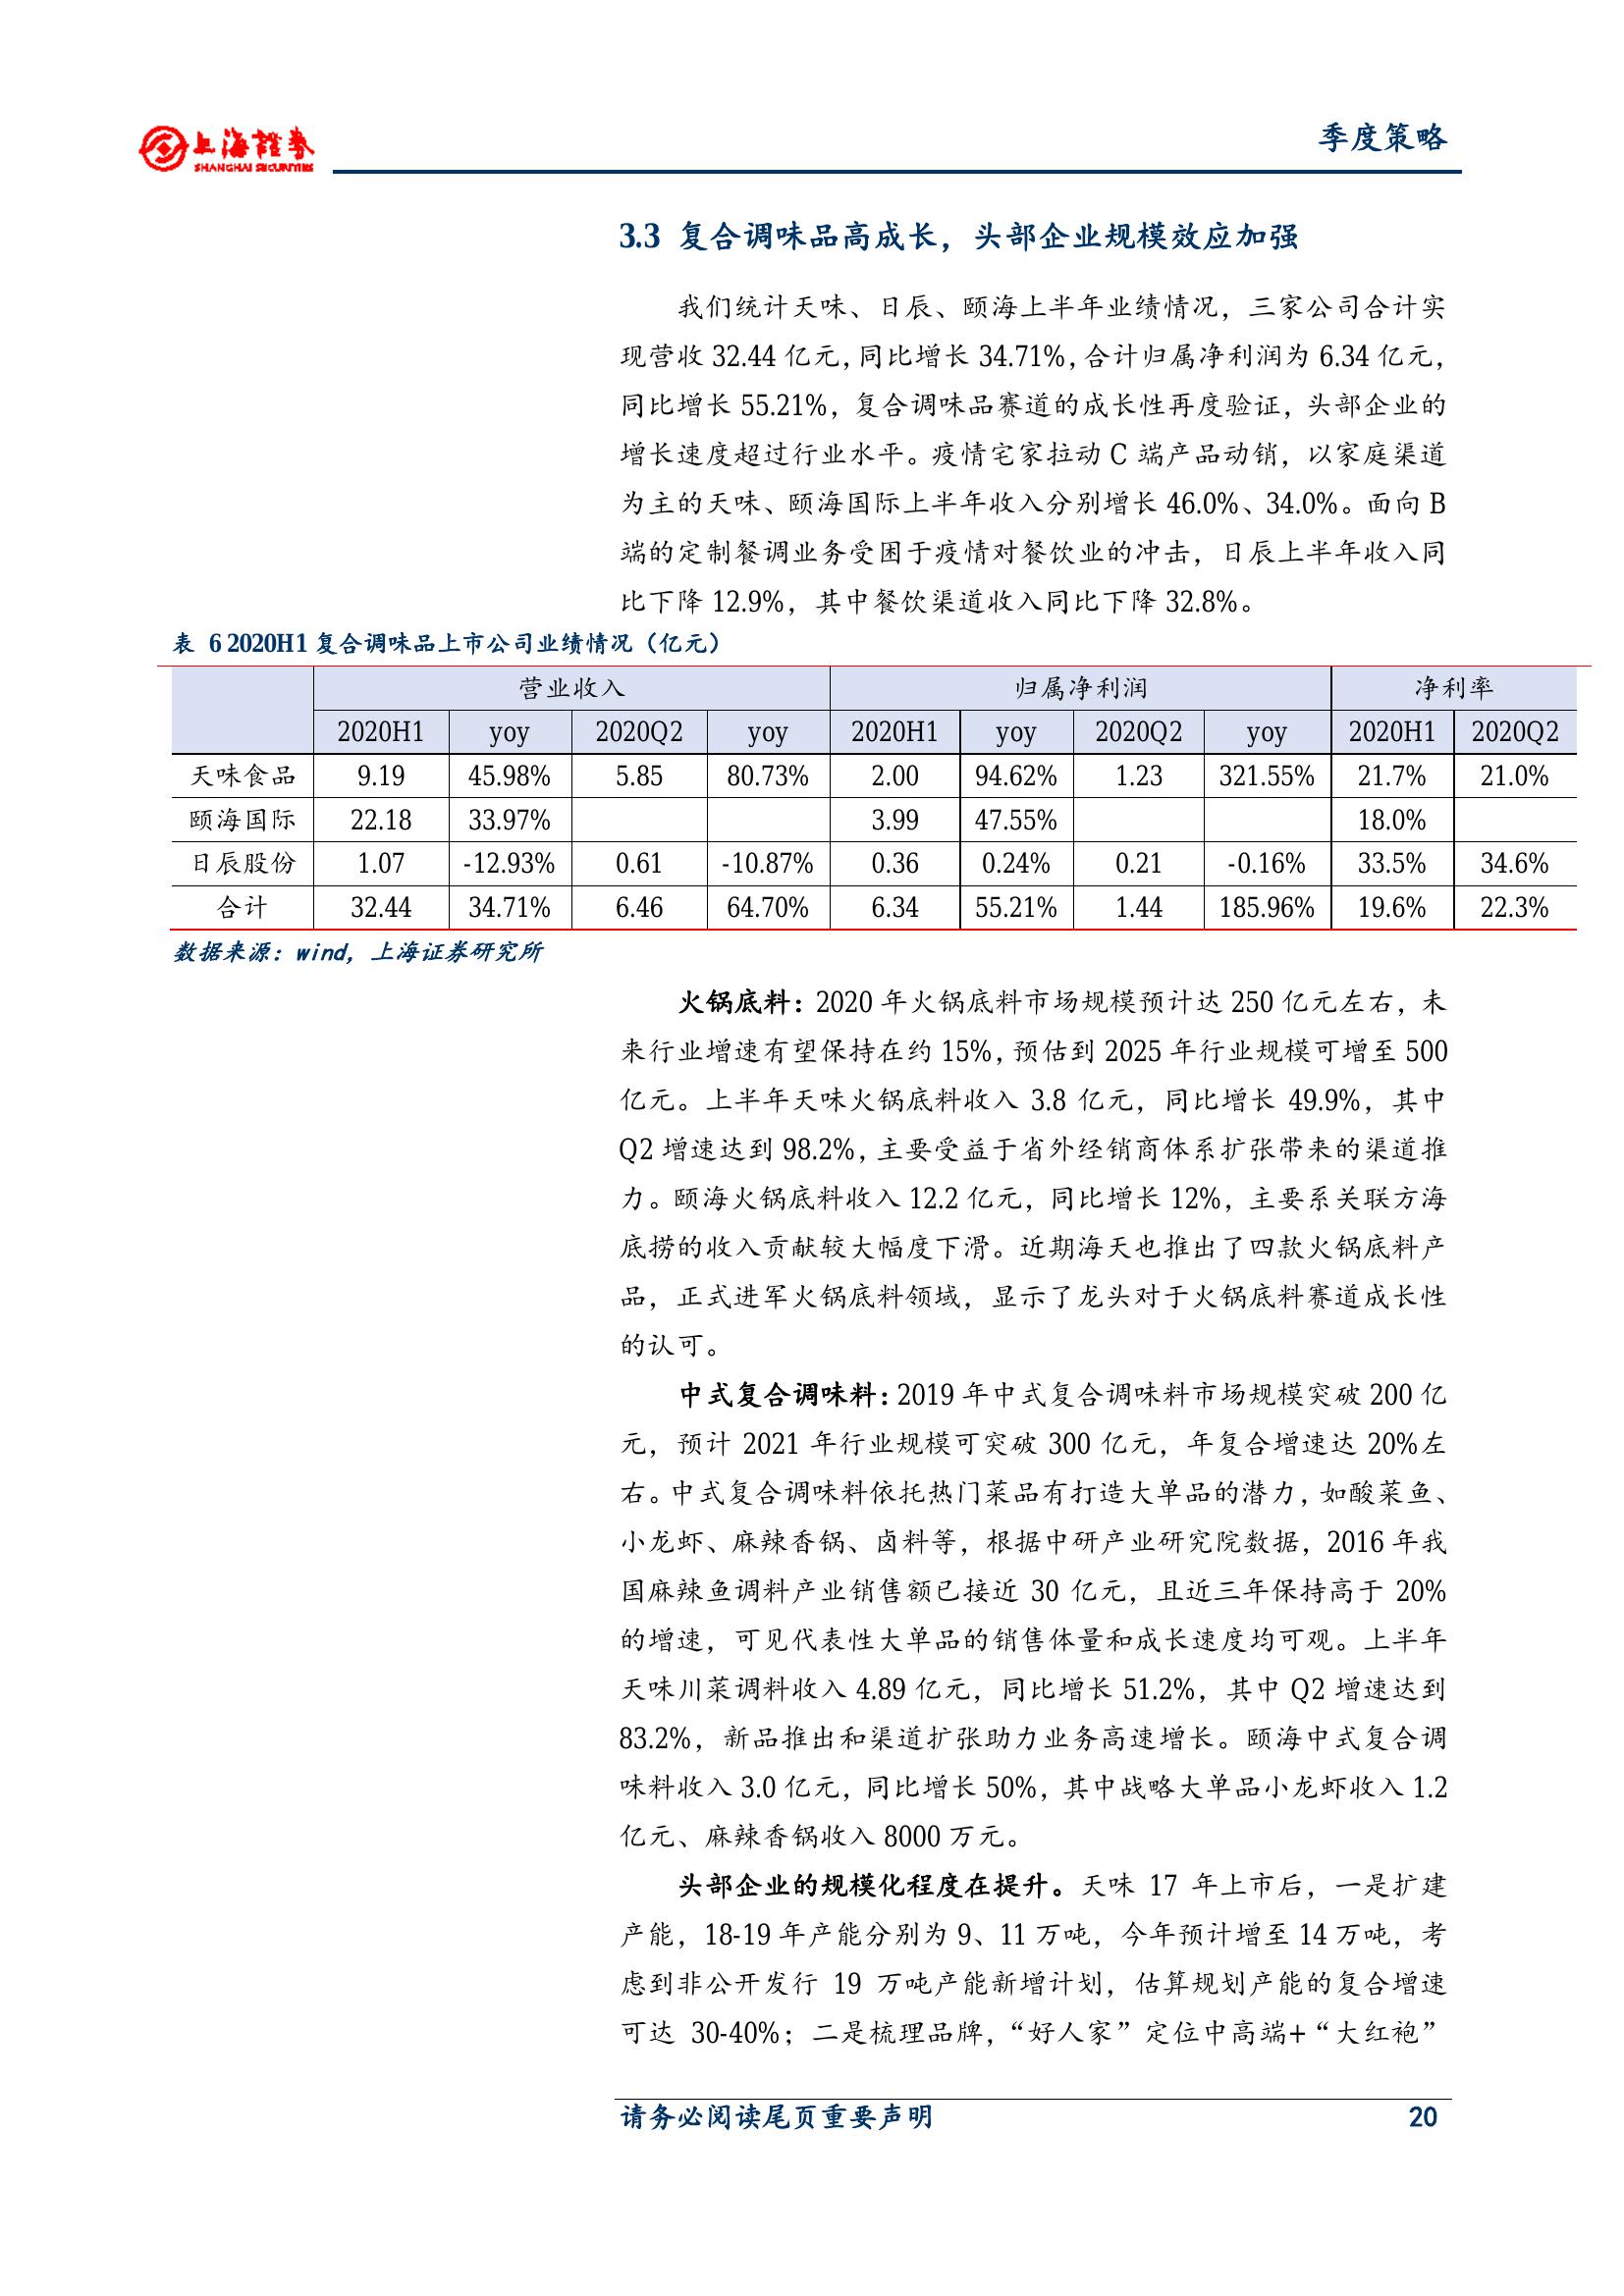 上海證券
SHANGHAI SECURITIES
季度策略
3.3 复合调味品高成长，头部企业规模效应加强
我们统计天味、日辰、颐海上半年业绩情况，三家公司合计实
现营收 32.44 亿元，同比增长 34.71%，合计归属净利润为 6.34 亿元，
同比增长 55.21%，复合调味品赛道的成长性再度验证，头部企业的
增长速度超过行业水平。疫情宅家拉动 C 端产品动销，以家庭渠道
为主的天味、颐海国际上半年收入分别增长 46.0%、34.0%。面向 B
端的定制餐调业务受困于疫情对餐饮业的冲击，日辰上半年收入同
比下降 12.9%，其中餐饮渠道收入同比下降 32.8%。
表 6 2020H1 复合调味品上市公司业绩情况（亿元）
营业收入 归属净利润 净利率
2020H1 yoy 2020Q2 yoy 2020H1 yoy 2020Q2 yoy 2020H1 2020Q2
天味食品 9.19 45.98% 5.85 80.73% 2.00 94.62% 1.23 321.55% 21.7% 21.0%
颐海国际 22.18 33.97% 3.99 47.55% 18.0%
日辰股份 1.07 -12.93% 0.61 -10.87% 0.36 0.24% 0.21 -0.16% 33.5% 34.6%
合计 32.44 34.71% 6.46 64.70% 6.34 55.21% 1.44 185.96% 19.6% 22.3%
数据来源：wind，上海证券研究所
火锅底料：2020 年火锅底料市场规模预计达 250 亿元左右，未
来行业增速有望保持在约 15%，预估到 2025 年行业规模可增至 500
亿元。上半年天味火锅底料收入 3.8 亿元，同比增长 49.9%，其中
Q2 增速达到 98.2%，主要受益于省外经销商体系扩张带来的渠道推
力。颐海火锅底料收入 12.2 亿元，同比增长 12%，主要系关联方海
底捞的收入贡献较大幅度下滑。近期海天也推出了四款火锅底料产
品，正式进军火锅底料领域，显示了龙头对于火锅底料赛道成长性
的认可。
中式复合调味料：2019 年中式复合调味料市场规模突破 200 亿
元，预计 2021 年行业规模可突破 300 亿元，年复合增速达 20%左
右。中式复合调味料依托热门菜品有打造大单品的潜力，如酸菜鱼、
小龙虾、麻辣香锅、卤料等，根据中研产业研究院数据，2016 年我
国麻辣鱼调料产业销售额已接近 30 亿元，且近三年保持高于 20%
的增速，可见代表性大单品的销售体量和成长速度均可观。上半年
天味川菜调料收入 4.89 亿元，同比增长 51.2%，其中 Q2 增速达到
83.2%，新品推出和渠道扩张助力业务高速增长。颐海中式复合调
味料收入 3.0 亿元，同比增长 50%，其中战略大单品小龙虾收入 1.2
亿元、麻辣香锅收入 8000 万元。
头部企业的规模化程度在提升。天味 17 年上市后，一是扩建
产能，18-19 年产能分别为 9、11 万吨，今年预计增至 14 万吨，考
虑到非公开发行 19 万吨产能新增计划，估算规划产能的复合增速
可达 30-40%；二是梳理品牌，“好人家”定位中高端+“大红袍”
请务必阅读尾页重要声明 20